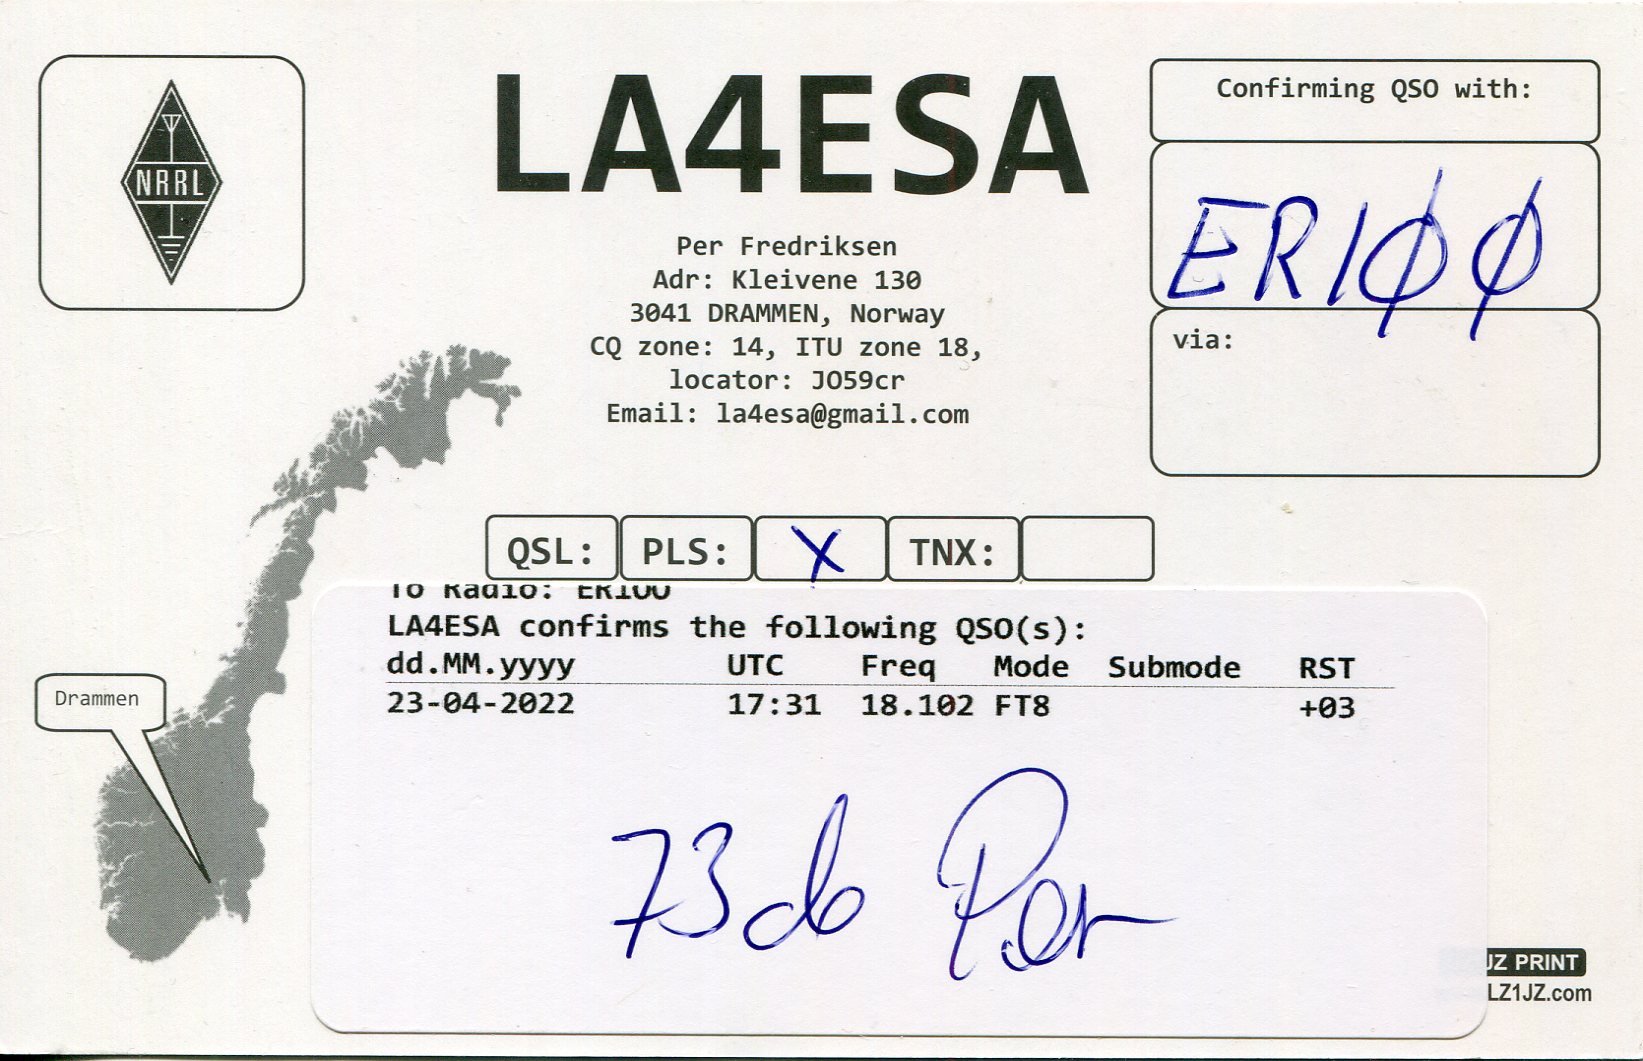 NRRL
LA4ESA
Per Fredriksen
Adr: Kleivene 130
3041 DRAMMEN, Norway
CQ zone: 14, ITU zone 18,
locator: JO59cr
Email: la4esa@gmail.com
Confirming QSO with:
ER1ØØ
via:
QSL: PLS: X TNX:
Drammen
To Radio: ER100
LA4ESA confirms the following QSO(s):
dd.MM.yyyy UTC Freq Mode Submode RST
23-04-2022 17:31 18.102 FT8 +03
73 de Per
JZ PRINT
LZ1JZ.com